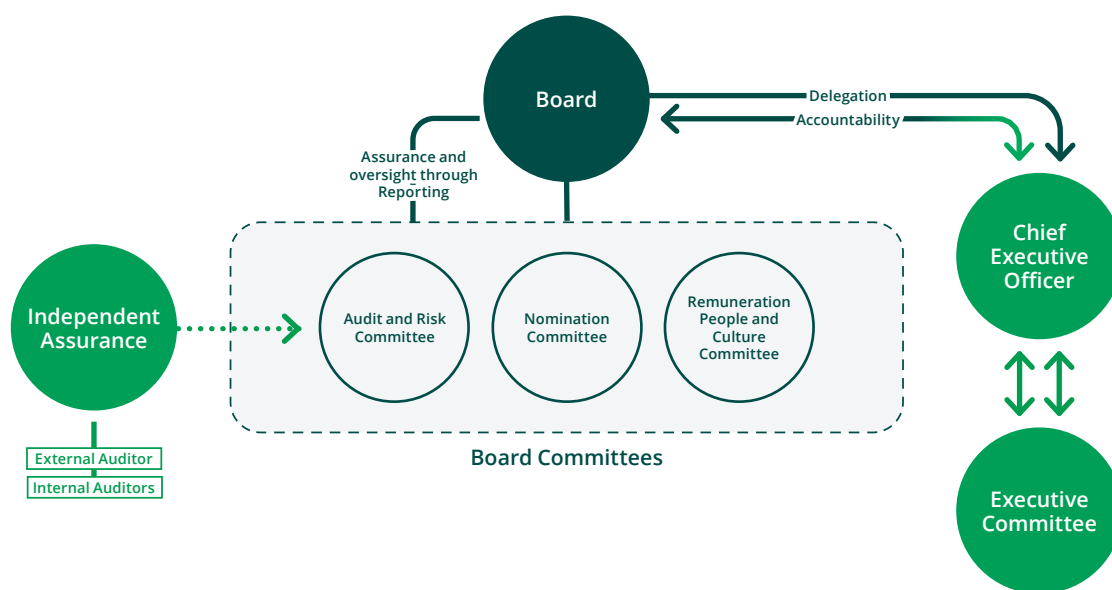 Board
Delegation
Accountability
Assurance and
oversight through
Reporting
Chief
Executive
Officer
Independent
Assurance
Audit and Risk
Committee
Nomination
Committee
Remuneration
People and
Culture
Committee
External Auditor
Internal Auditors
Board Committees
Executive
Committee